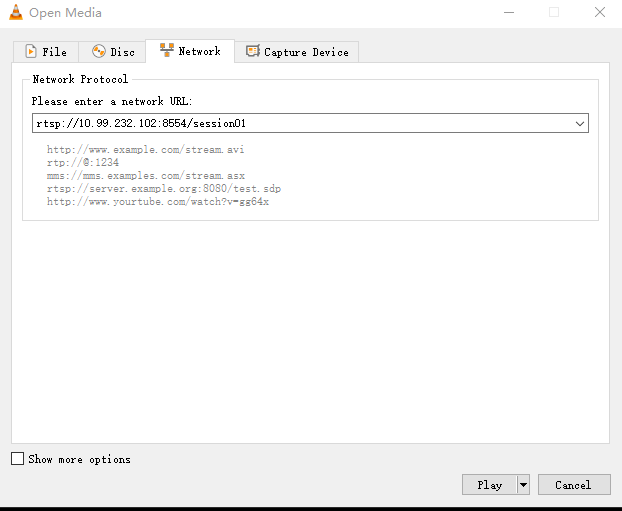 Open Media
File Disc Network Capture Device
Network Protocol
Please enter a network URL:
rtsp://10.99.232.102:8554/session01
http://www.example.com/stream.avi
rtp://@:1234
mms://mms.examples.com/stream.asx
rtsp://server.example.org:8080/test.sdp
http://www.yourtube.com/watch?v=gg64x
Show more options
Play Cancel